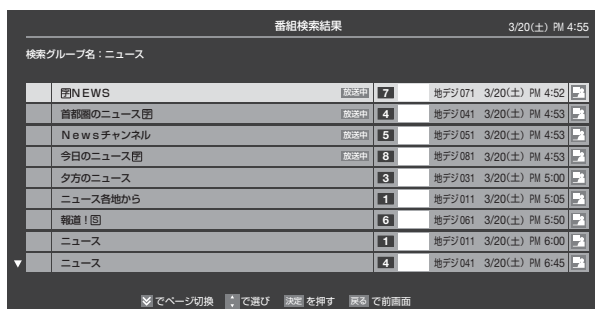 番組検索結果 3/20(土) PM 4:55
検索グループ名:ニュース
🈑NEWS 放送中 7 地デジ071 3/20(土) PM 4:52
首都圏のニュース🈑 放送中 4 地デジ041 3/20(土) PM 4:53
Newsチャンネル 放送中 5 地デジ051 3/20(土) PM 4:53
今日のニュース🈑 放送中 8 地デジ081 3/20(土) PM 4:53
夕方のニュース 3 地デジ031 3/20(土) PM 5:00
ニュース各地から 1 地デジ011 3/20(土) PM 5:05
報道!🅂 6 地デジ061 3/20(土) PM 5:50
ニュース 1 地デジ011 3/20(土) PM 6:00
ニュース 4 地デジ041 3/20(土) PM 6:45
でページ切換 で選び 決定 を押す 戻る で前画面